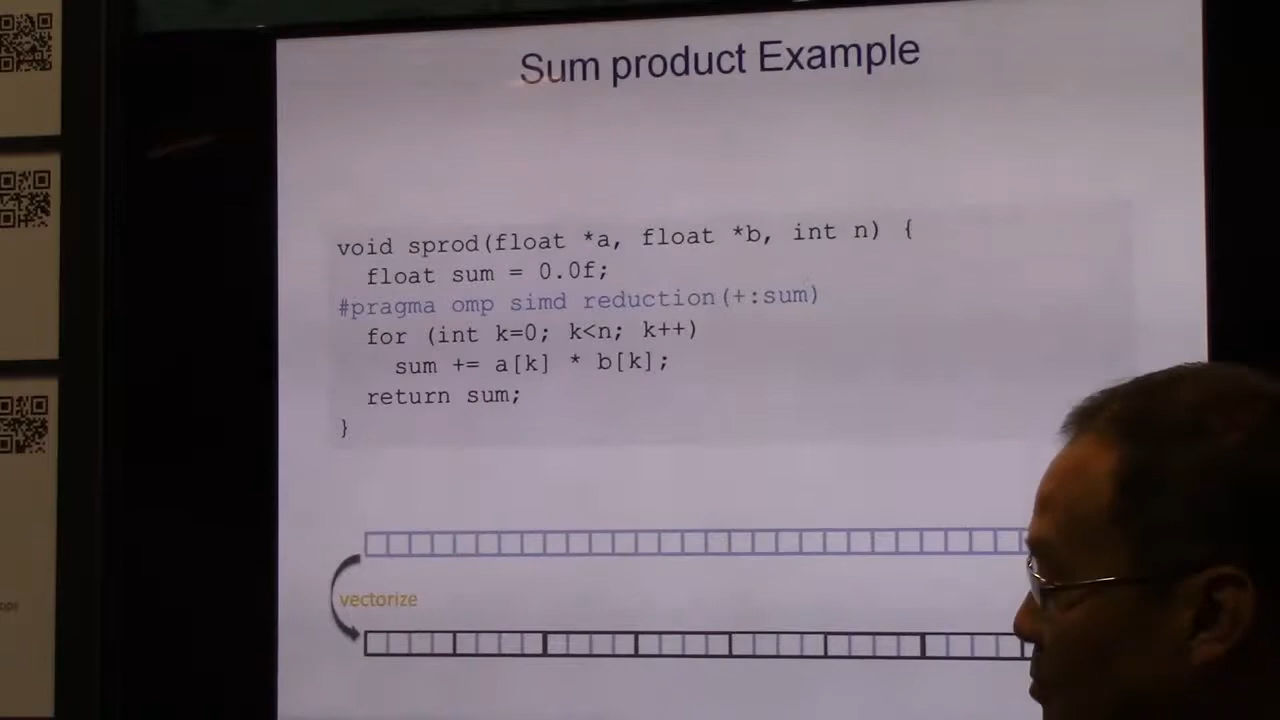 Sum product Example
void sprod(float *a, float *b, int n) {
float sum = 0.0f;
#pragma omp simd reduction(+:sum)
for (int k=0; k<n; k++)
sum += a[k] * b[k];
return sum;
}
vectorize